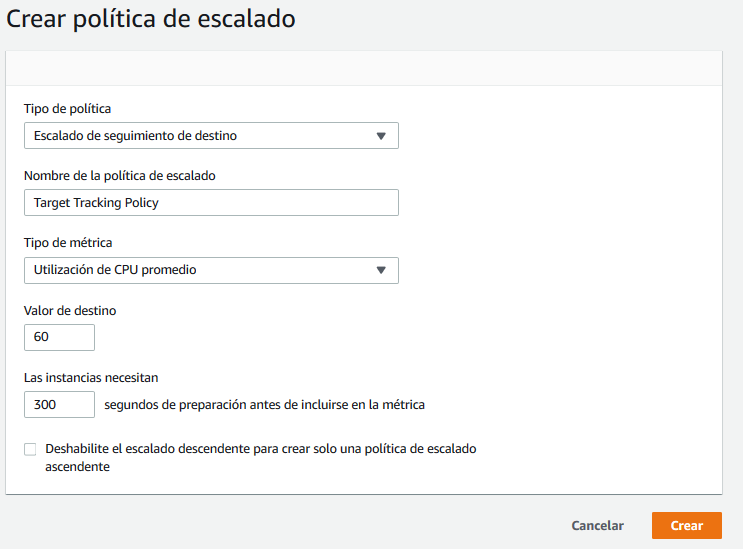 Crear política de escalado
Tipo de política
Escalado de seguimiento de destino
Nombre de la política de escalado
Target Tracking Policy
Tipo de métrica
Utilización de CPU promedio
Valor de destino
60
Las instancias necesitan
300 segundos de preparación antes de incluirse en la métrica
Deshabilite el escalado descendente para crear solo una política de escalado
ascendente
Cancelar Crear